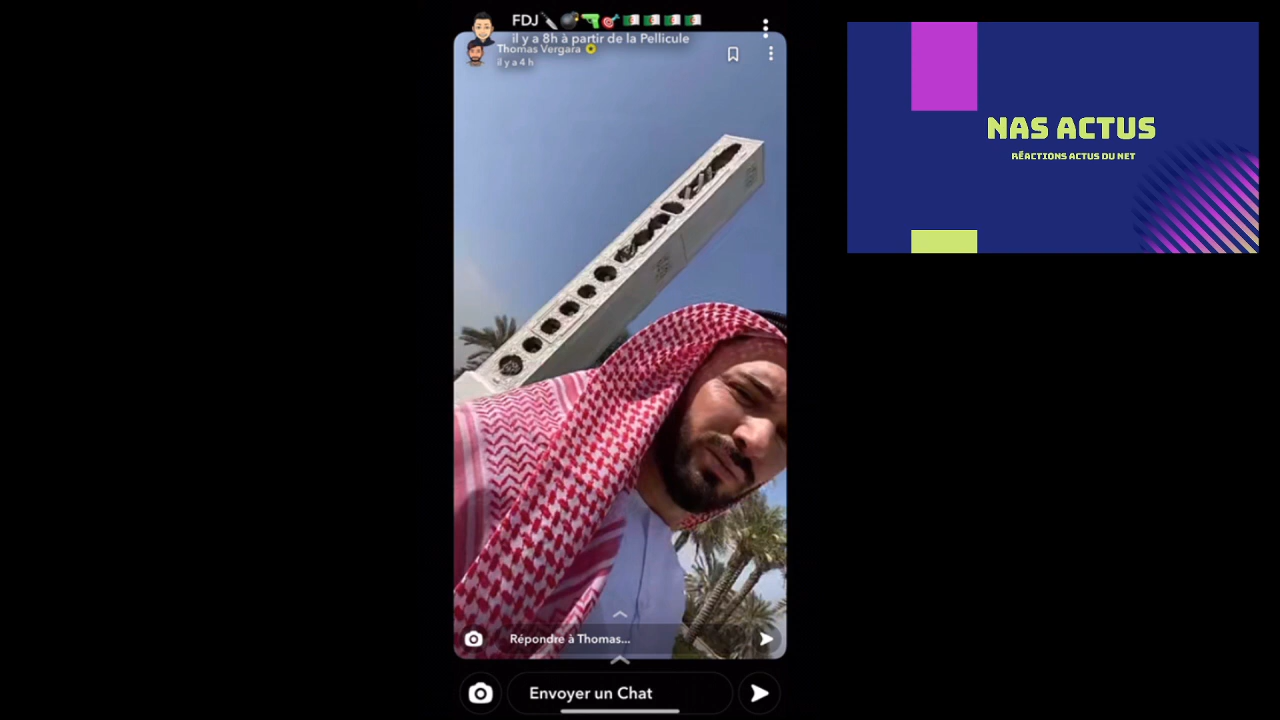 FDJ🔪💣🔫🎯🇩🇿🇩🇿🇩🇿🇩🇿
il y a 8h à partir de la Pellicule
Thomas Vergara
il y a 4 h
NAS ACTUS
RÉACTIONS ACTUS DU NET
Répondre à Thomas...
Envoyer un Chat